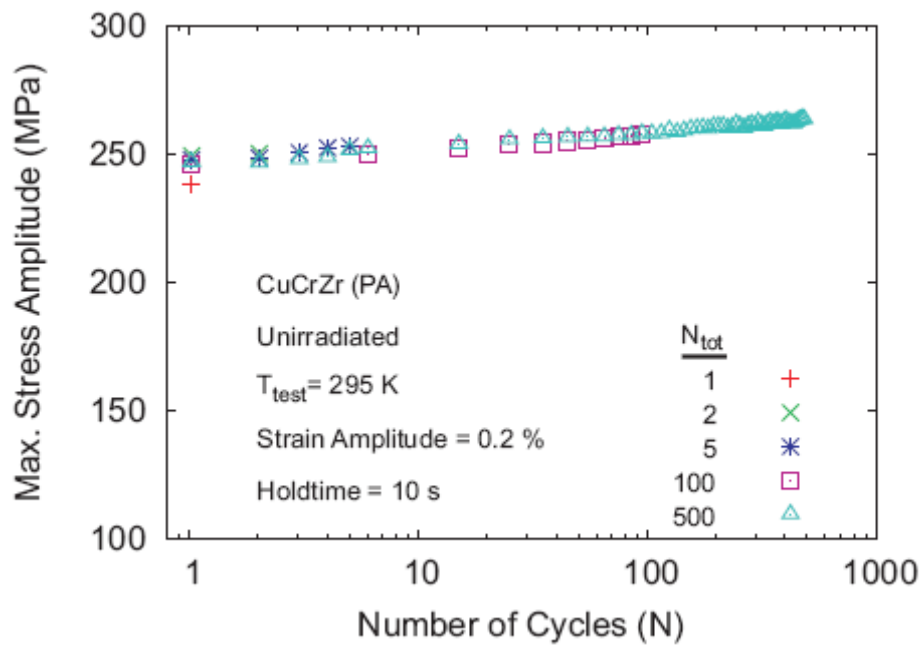 300
250
200
150
100
Max. Stress Amplitude (MPa)
CuCrZr (PA)
Unirradiated
T_test = 295 K
Strain Amplitude = 0.2 %
Holdtime = 10 s
N_tot
1
2
5
100
500
1 10 100 1000
Number of Cycles (N)